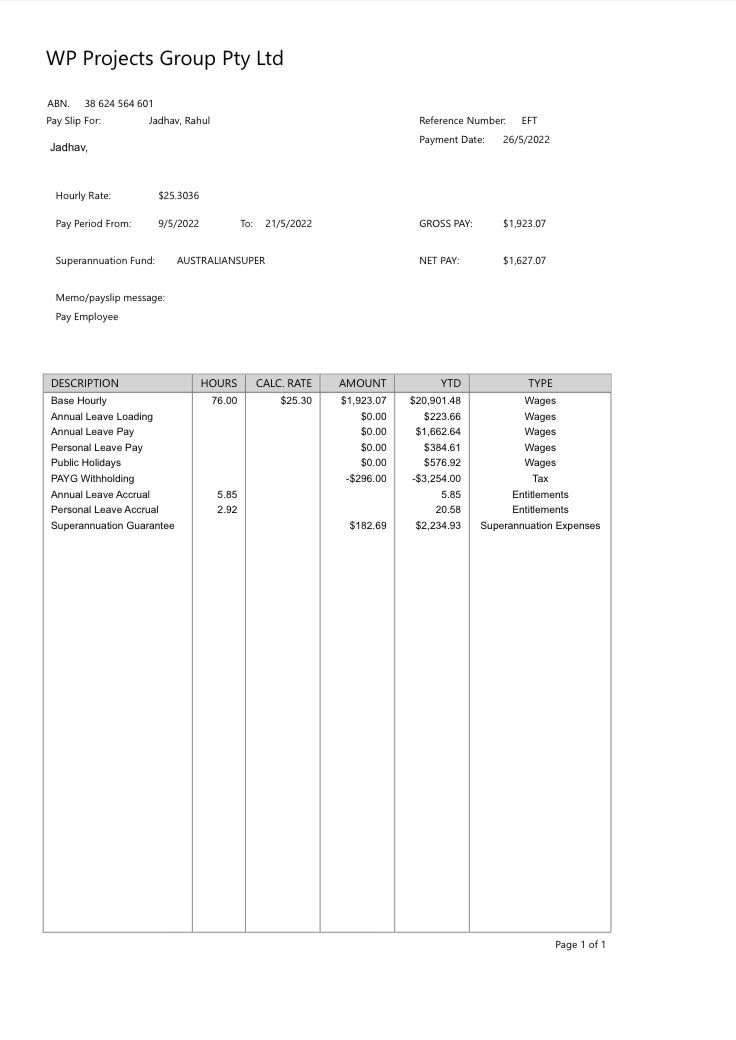 WP Projects Group Pty Ltd
ABN. 38 624 564 601
Pay Slip For: Jadhav, Rahul Reference Number: EFT
Payment Date: 26/5/2022
Jadhav,
Hourly Rate: $25.3036
Pay Period From: 9/5/2022 To: 21/5/2022 GROSS PAY: $1,923.07
Superannuation Fund: AUSTRALIANSUPER NET PAY: $1,627.07
Memo/payslip message:
Pay Employee
DESCRIPTION HOURS CALC. RATE AMOUNT YTD TYPE
Base Hourly 76.00 $25.30 $1,923.07 $20,901.48 Wages
Annual Leave Loading $0.00 $223.66 Wages
Annual Leave Pay $0.00 $1,662.64 Wages
Personal Leave Pay $0.00 $384.61 Wages
Public Holidays $0.00 $576.92 Wages
PAYG Withholding -$296.00 -$3,254.00 Tax
Annual Leave Accrual 5.85 5.85 Entitlements
Personal Leave Accrual 2.92 20.58 Entitlements
Superannuation Guarantee $182.69 $2,234.93 Superannuation Expenses
Page 1 of 1